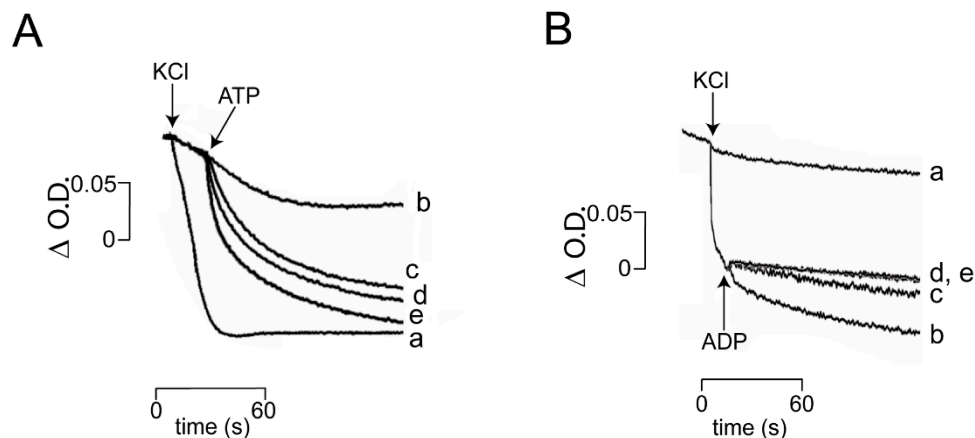 A
KCl
ATP
Δ O.D.
0.05
0
b
c
d
e
a
0 60
time (s)
B
KCl
a
Δ O.D.
0.05
0
d, e
c
b
ADP
0 60
time (s)